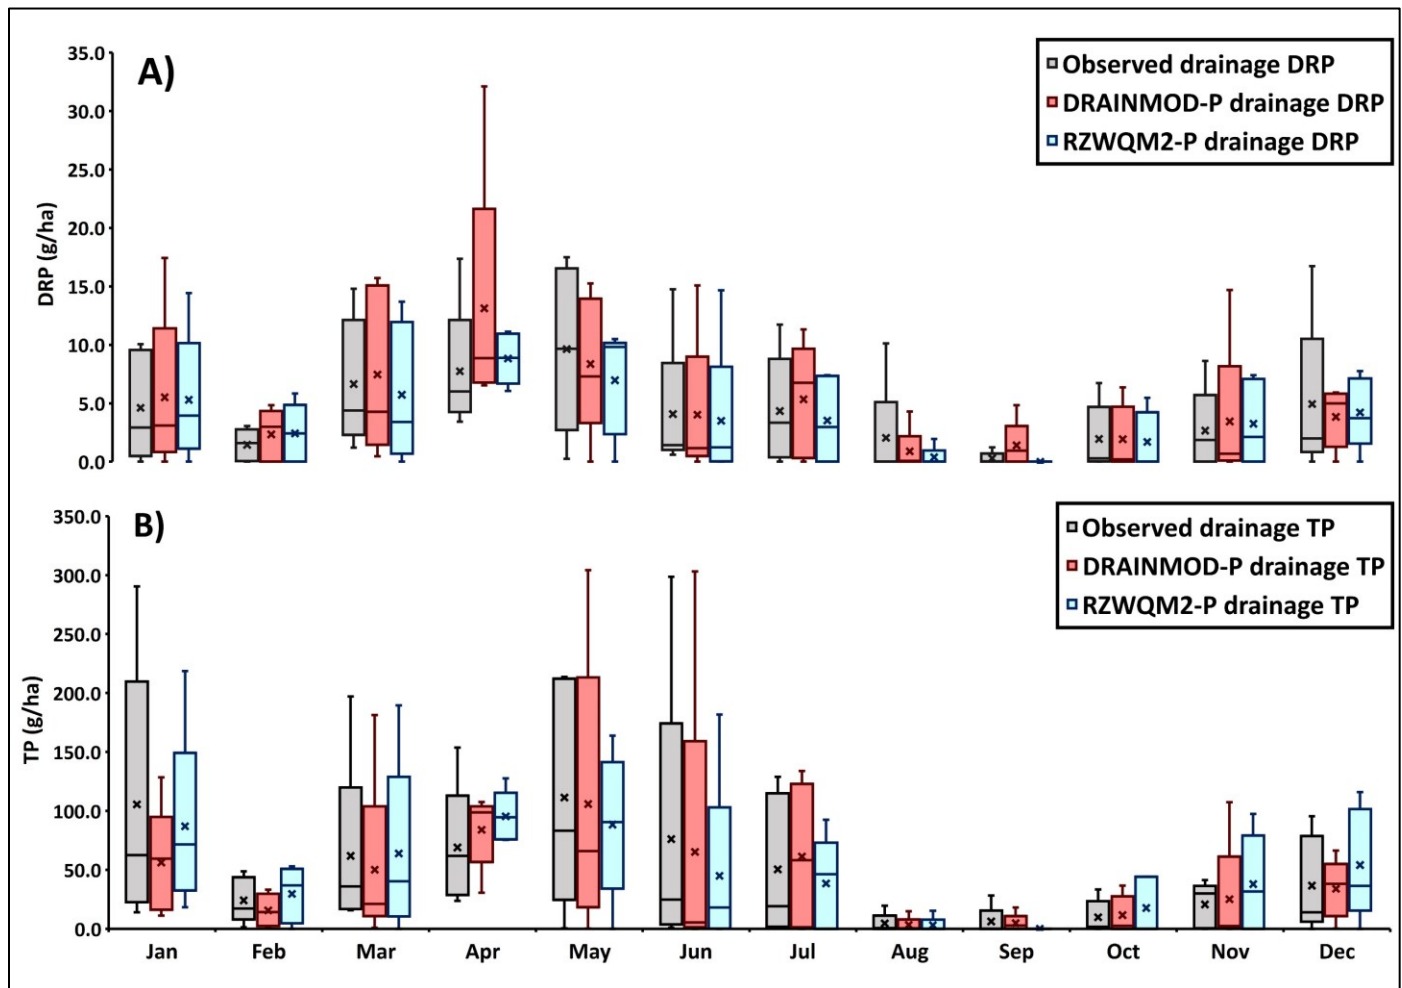 A)
Observed drainage DRP
DRAINMOD-P drainage DRP
RZWQM2-P drainage DRP
35.0
30.0
25.0
20.0
15.0
10.0
5.0
0.0
DRP (g/ha)
B)
Observed drainage TP
DRAINMOD-P drainage TP
RZWQM2-P drainage TP
350.0
300.0
250.0
200.0
150.0
100.0
50.0
0.0
TP (g/ha)
Jan Feb Mar Apr May Jun Jul Aug Sep Oct Nov Dec